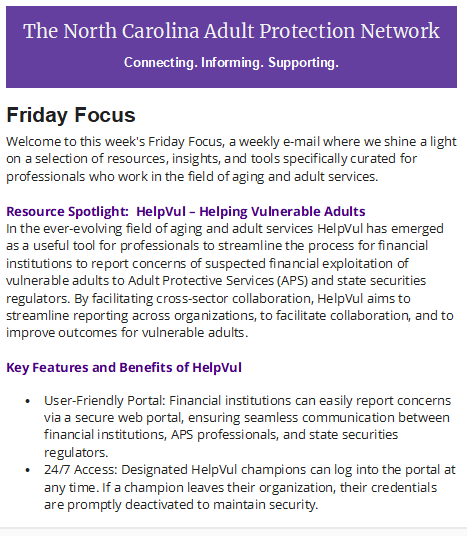 The North Carolina Adult Protection Network
Connecting. Informing. Supporting.
Friday Focus
Welcome to this week's Friday Focus, a weekly e-mail where we shine a light
on a selection of resources, insights, and tools specifically curated for
professionals who work in the field of aging and adult services.
Resource Spotlight:  HelpVul – Helping Vulnerable Adults
In the ever-evolving field of aging and adult services HelpVul has emerged
as a useful tool for professionals to streamline the process for financial
institutions to report concerns of suspected financial exploitation of
vulnerable adults to Adult Protective Services (APS) and state securities
regulators. By facilitating cross-sector collaboration, HelpVul aims to
streamline reporting across organizations, to facilitate collaboration, and to
improve outcomes for vulnerable adults.
Key Features and Benefits of HelpVul
• User-Friendly Portal: Financial institutions can easily report concerns
via a secure web portal, ensuring seamless communication between
financial institutions, APS professionals, and state securities
regulators.
• 24/7 Access: Designated HelpVul champions can log into the portal at
any time. If a champion leaves their organization, their credentials
are promptly deactivated to maintain security.